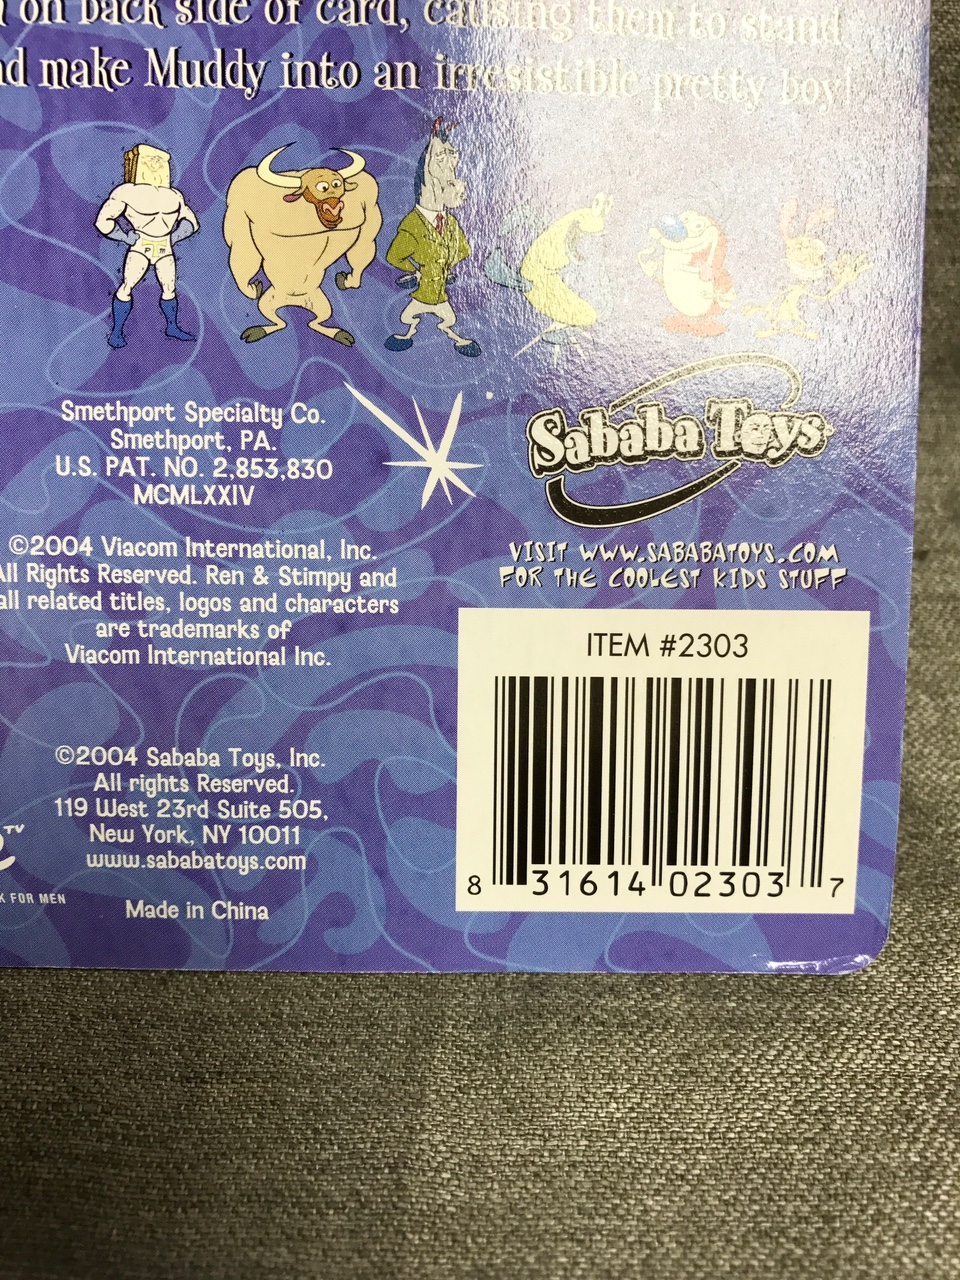 on back side of card, causing them to stand
nd make Muddy into an irresistible pretty boy!
Smethport Specialty Co.
Smethport, PA.
U.S. PAT. NO. 2,853,830
MCMLXXIV
©2004 Viacom International, Inc.
All Rights Reserved. Ren & Stimpy and
all related titles, logos and characters
are trademarks of
Viacom International Inc.
©2004 Sababa Toys, Inc.
All rights Reserved.
119 West 23rd Suite 505,
New York, NY 10011
www.sababatoys.com
TV
K FOR MEN
Made in China
Sababa Toys
VISIT WWW.SABABATOYS.COM
FOR THE COOLEST KIDS STUFF
ITEM #2303
8 31614 02303 7